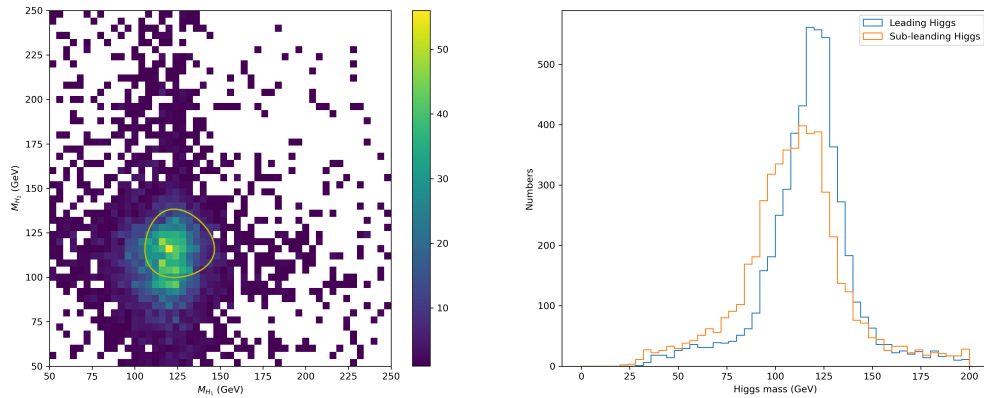 250
225
200
175
150
125
100
75
50
M_{H_2} (GeV)
50 75 100 125 150 175 200 225 250
M_{H_1} (GeV)
50
40
30
20
10
Leading Higgs
Sub-leanding Higgs
500
400
300
200
100
0
Numbers
0 25 50 75 100 125 150 175 200
Higgs mass (GeV)